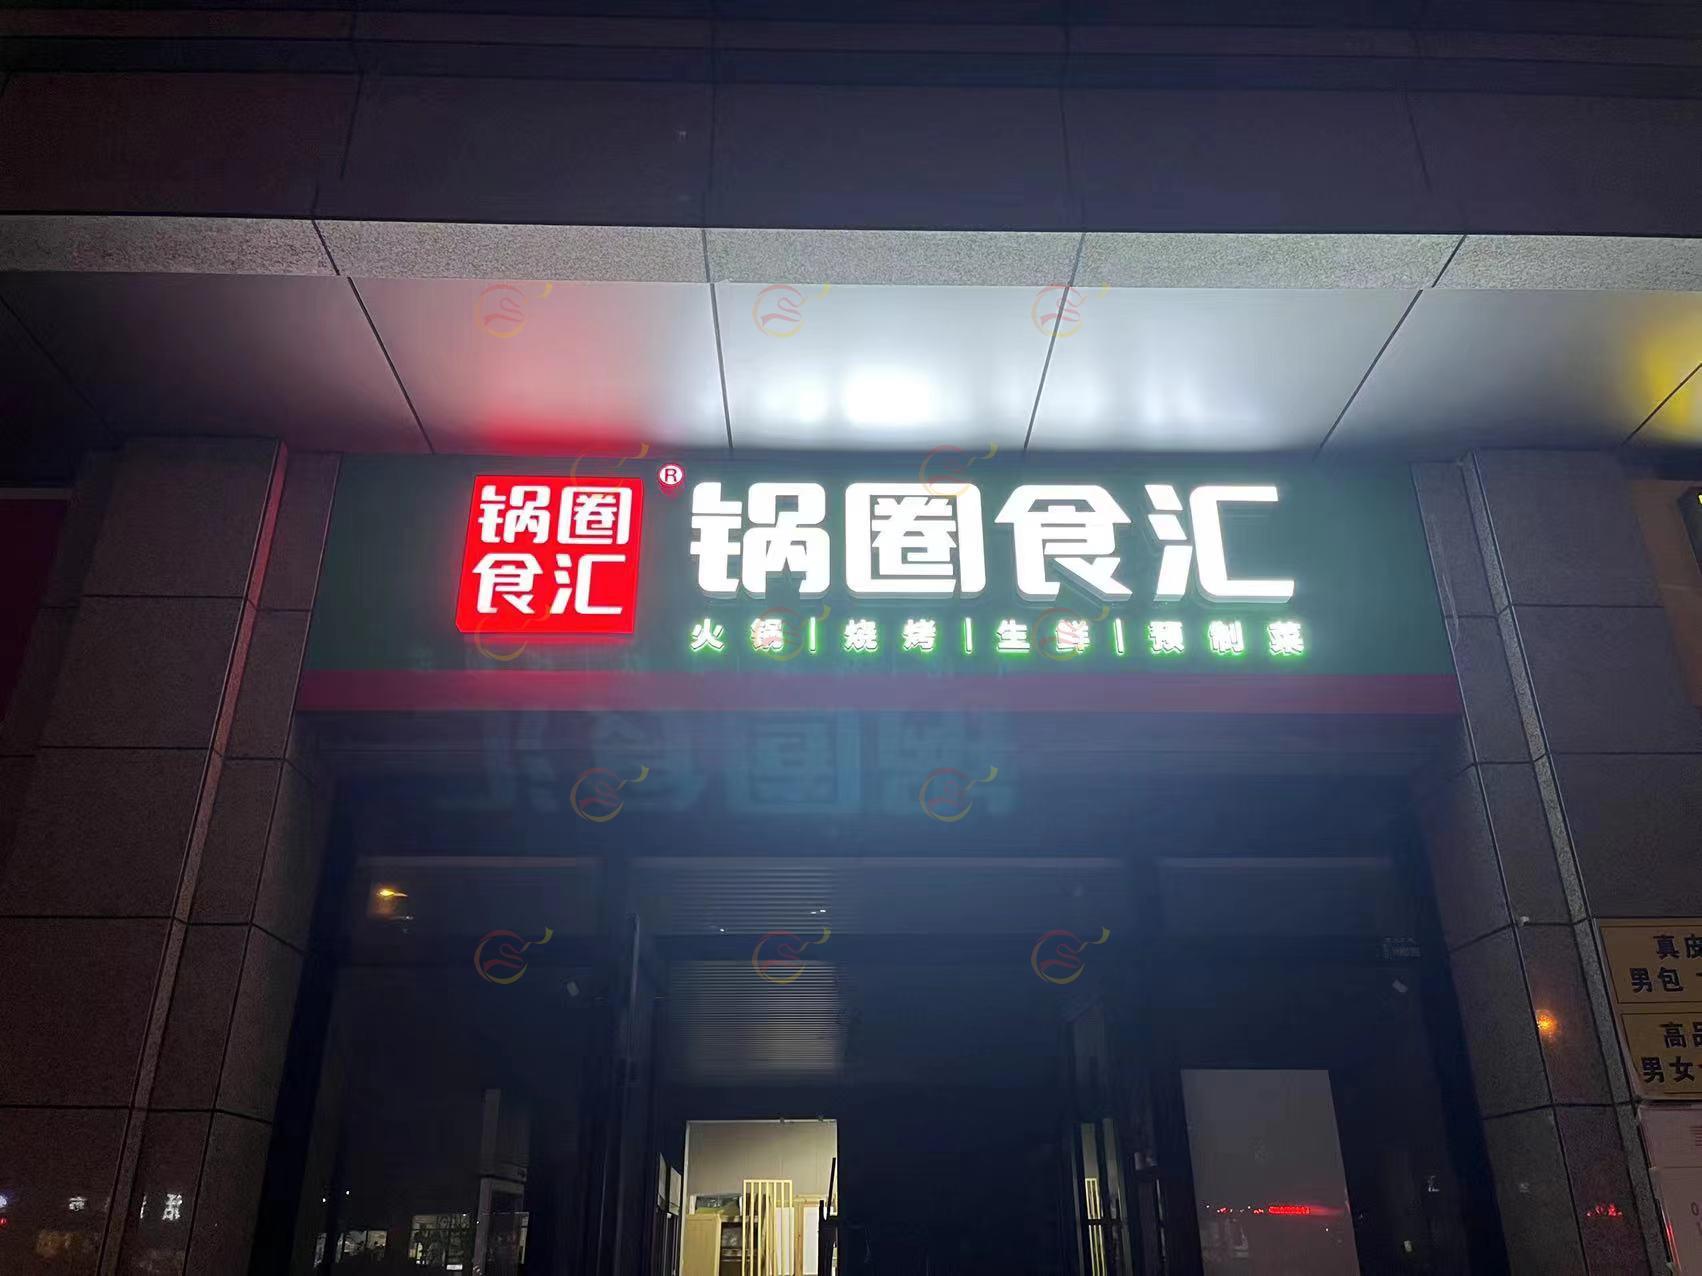 锅圈
食汇
®
锅圈食汇
火锅|烧烤|生鲜|预制菜
真皮
男包
高品
男女